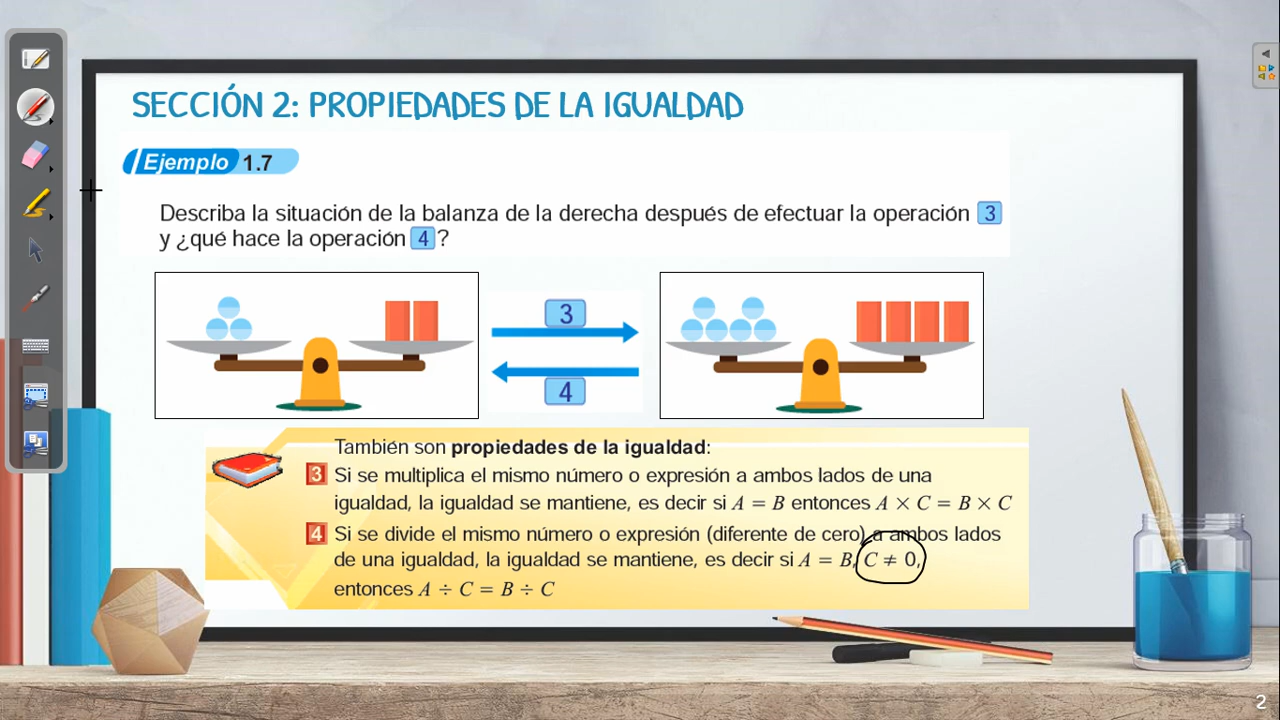 SECCIÓN 2: PROPIEDADES DE LA IGUALDAD
Ejemplo 1.7
Describa la situación de la balanza de la derecha después de efectuar la operación 3
y ¿qué hace la operación 4?
3
4
También son propiedades de la igualdad:
3 Si se multiplica el mismo número o expresión a ambos lados de una
igualdad, la igualdad se mantiene, es decir si A = B entonces A × C = B × C
4 Si se divide el mismo número o expresión (diferente de cero) a ambos lados
de una igualdad, la igualdad se mantiene, es decir si A = B, C ≠ 0,
entonces A ÷ C = B ÷ C
2